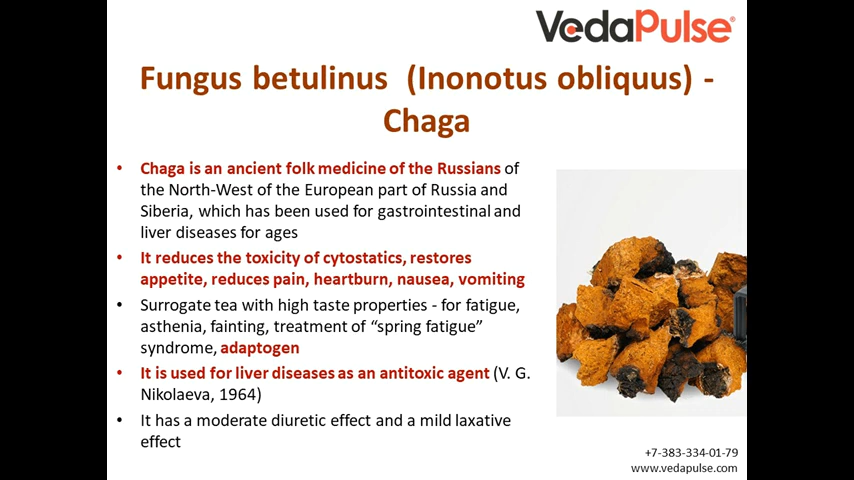 VedaPulse®
Fungus betulinus (Inonotus obliquus) -
Chaga
• Chaga is an ancient folk medicine of the Russians of
the North-West of the European part of Russia and
Siberia, which has been used for gastrointestinal and
liver diseases for ages
• It reduces the toxicity of cytostatics, restores
appetite, reduces pain, heartburn, nausea, vomiting
• Surrogate tea with high taste properties - for fatigue,
asthenia, fainting, treatment of “spring fatigue”
syndrome, adaptogen
• It is used for liver diseases as an antitoxic agent (V. G.
Nikolaeva, 1964)
• It has a moderate diuretic effect and a mild laxative
effect
+7-383-334-01-79
www.vedapulse.com